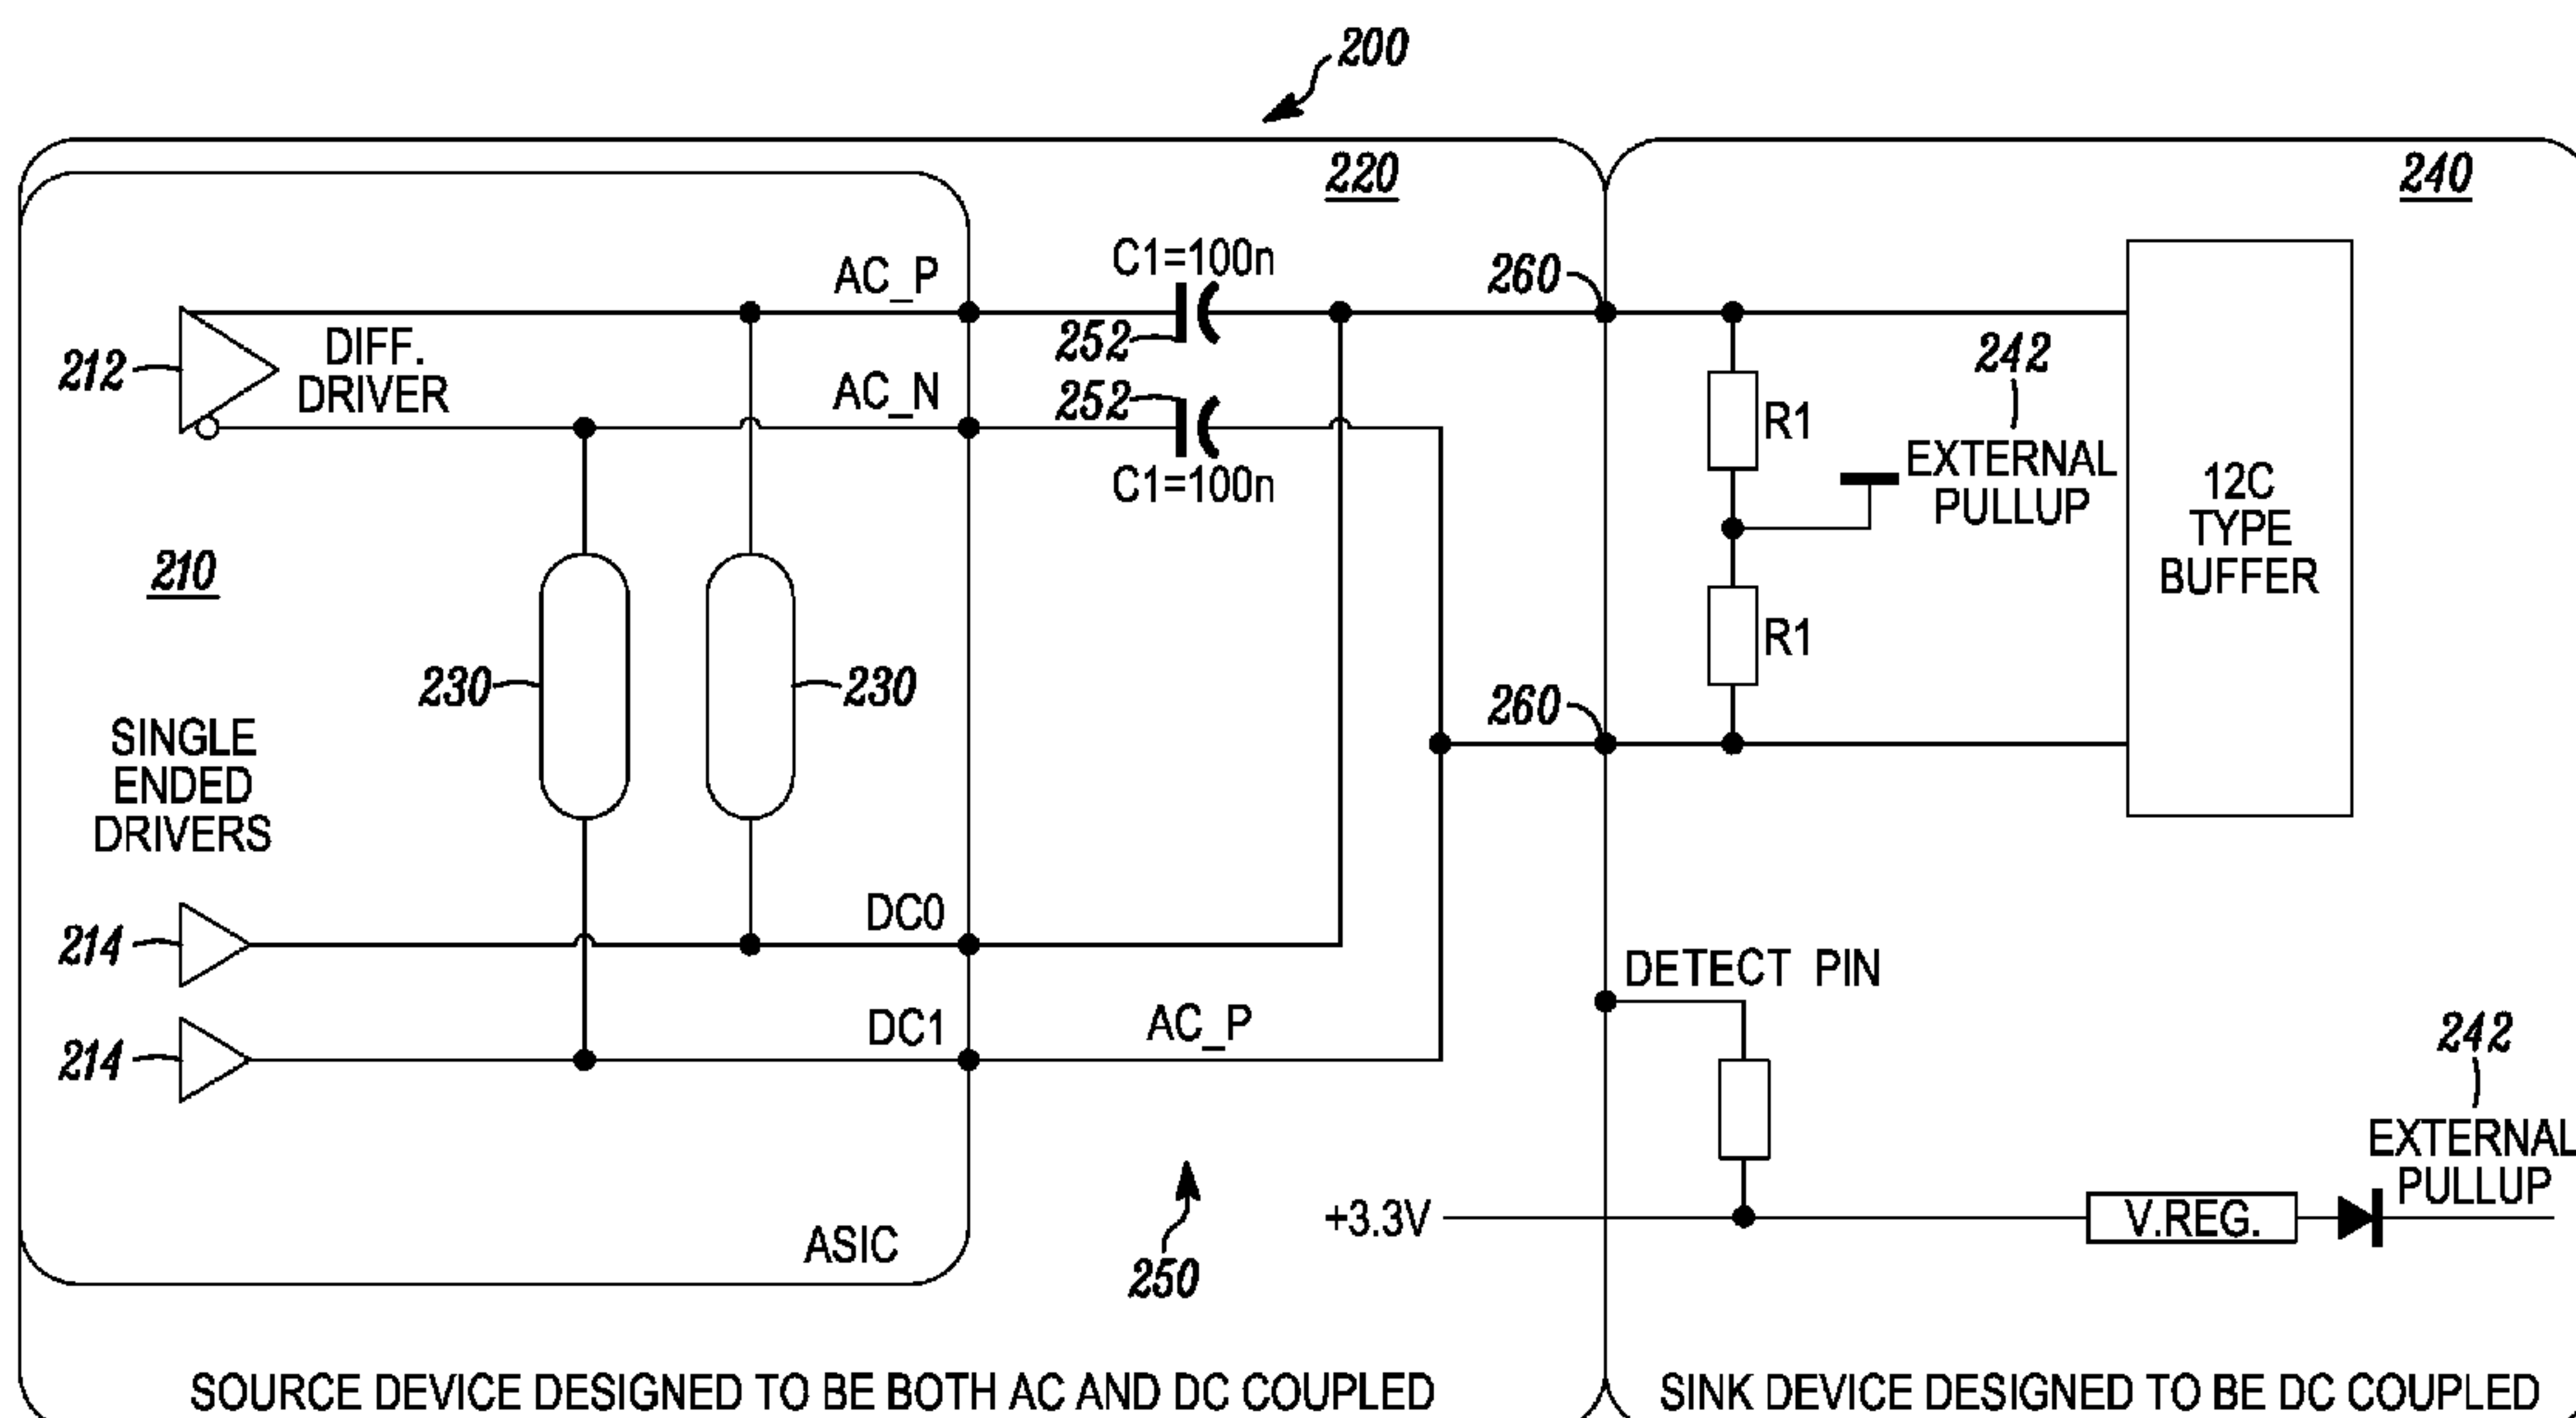 200
220
240
AC_P
C1=100n
260
212
DIFF.
DRIVER
252
242
AC_N
252
R1
EXTERNAL
PULLUP
C1=100n
12C
TYPE
BUFFER
210
R1
230
230
260
SINGLE
ENDED
DRIVERS
214
DC0
DETECT PIN
214
DC1
AC_P
242
EXTERNAL
PULLUP
+3.3V
V.REG.
ASIC
250
SOURCE DEVICE DESIGNED TO BE BOTH AC AND DC COUPLED
SINK DEVICE DESIGNED TO BE DC COUPLED